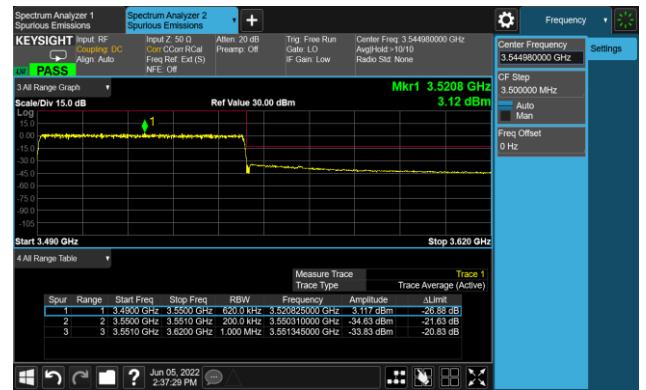 Spectrum Analyzer 1
Spurious Emissions
Spectrum Analyzer 2
Spurious Emissions
Frequency
KEYSIGHT
Input: RF
Coupling: DC
Align: Auto
Input Z: 50 Ω
Corr CCorr RCal
Freq Ref: Ext (S)
NFE: Off
Atten: 20 dB
Preamp: Off
Trig: Free Run
Gate: LO
IF Gain: Low
Center Freq: 3.544980000 GHz
Avg|Hold:>10/10
Radio Std: None
PASS
Center Frequency
3.544980000 GHz
Settings
CF Step
3.500000 MHz
Auto
Man
Freq Offset
0 Hz
3 All Range Graph
Mkr1 3.5208 GHz
3.12 dBm
Scale/Div 15.0 dB
Ref Value 30.00 dBm
Log
15.0
0.00
-15.0
-30.0
-45.0
-60.0
-75.0
-90.0
-105
1
Start 3.490 GHz
Stop 3.620 GHz
4 All Range Table
Measure Trace Trace 1
Trace Type Trace Average (Active)
Spur Range Start Freq Stop Freq RBW Frequency Amplitude ΔLimit
1 1 3.4900 GHz 3.5500 GHz 620.0 kHz 3.520825000 GHz 3.117 dBm -26.88 dB
2 2 3.5500 GHz 3.5510 GHz 200.0 kHz 3.550310000 GHz -34.63 dBm -21.63 dB
3 3 3.5510 GHz 3.6200 GHz 1.000 MHz 3.551345000 GHz -33.83 dBm -20.83 dB
Jun 05, 2022
2:37:29 PM